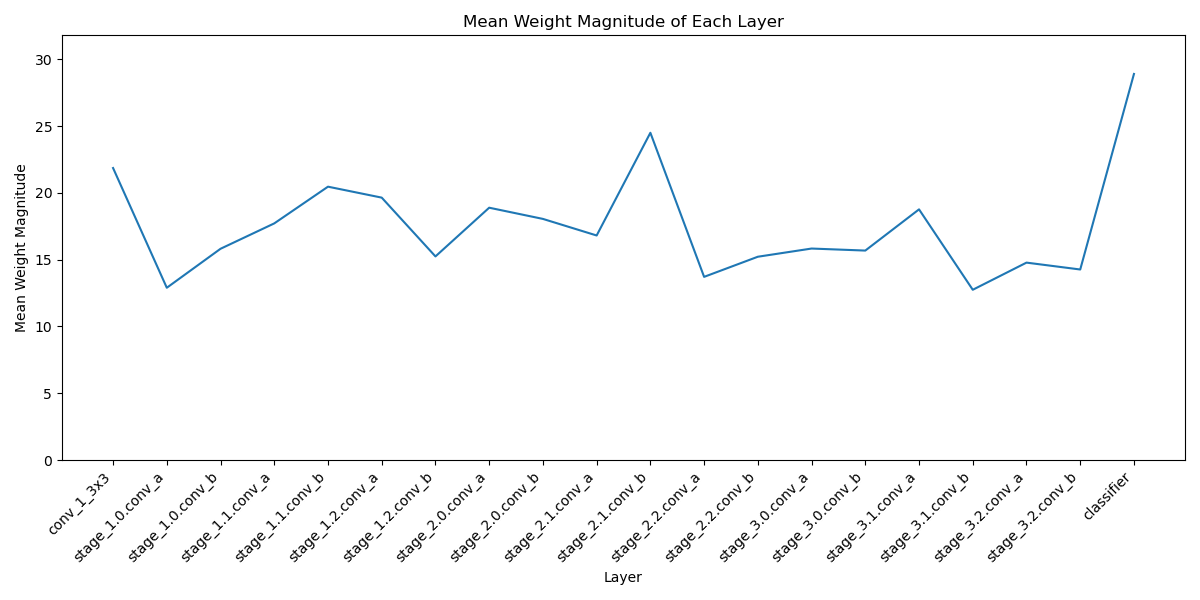 Mean Weight Magnitude of Each Layer
Mean Weight Magnitude
30
25
20
15
10
5
0
conv_1_3x3
stage_1.0.conv_a
stage_1.0.conv_b
stage_1.1.conv_a
stage_1.1.conv_b
stage_1.2.conv_a
stage_1.2.conv_b
stage_2.0.conv_a
stage_2.0.conv_b
stage_2.1.conv_a
stage_2.1.conv_b
stage_2.2.conv_a
stage_2.2.conv_b
stage_3.0.conv_a
stage_3.0.conv_b
stage_3.1.conv_a
stage_3.1.conv_b
stage_3.2.conv_a
stage_3.2.conv_b
classifier
Layer